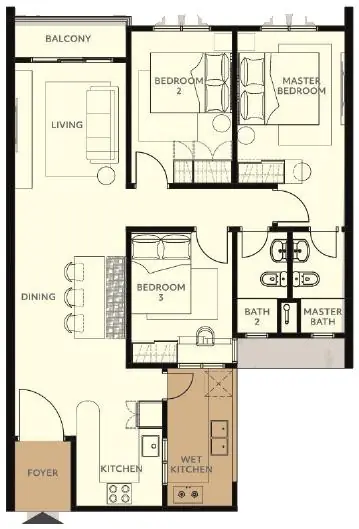 BALCONY
BEDROOM
2
MASTER
BEDROOM
LIVING
DINING
BEDROOM
3
BATH
2
MASTER
BATH
FOYER
KITCHEN
WET
KITCHEN